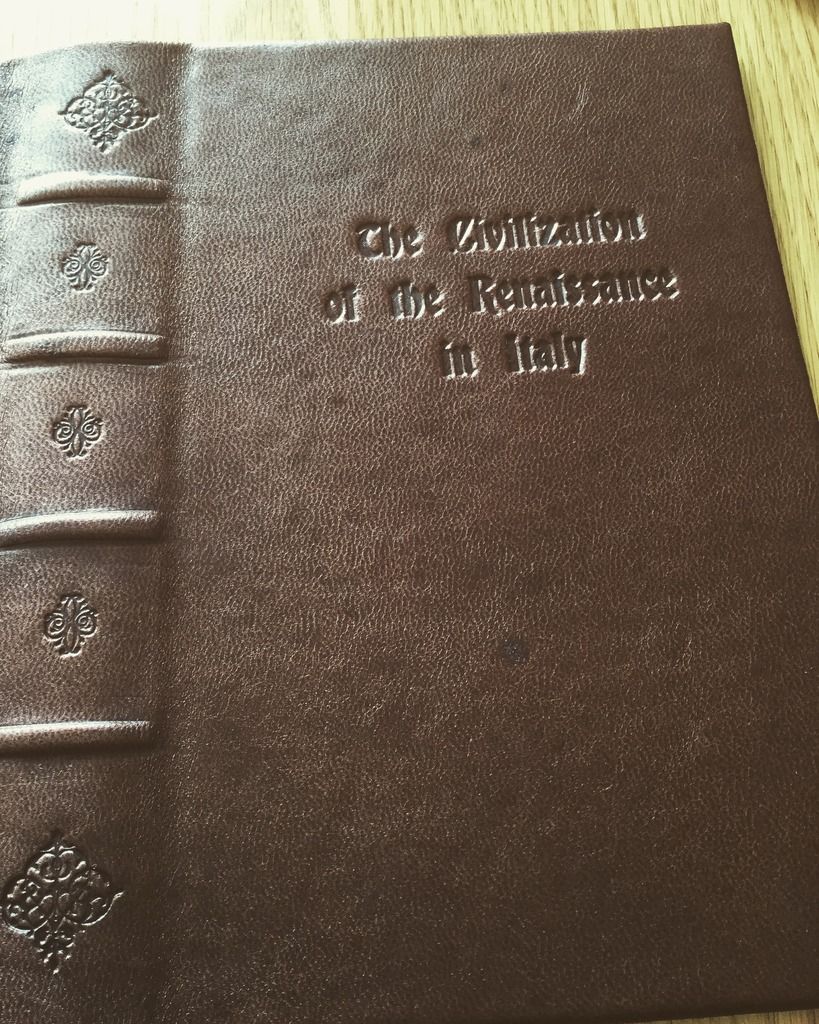 The Civilization
of the Renaissance
in Italy